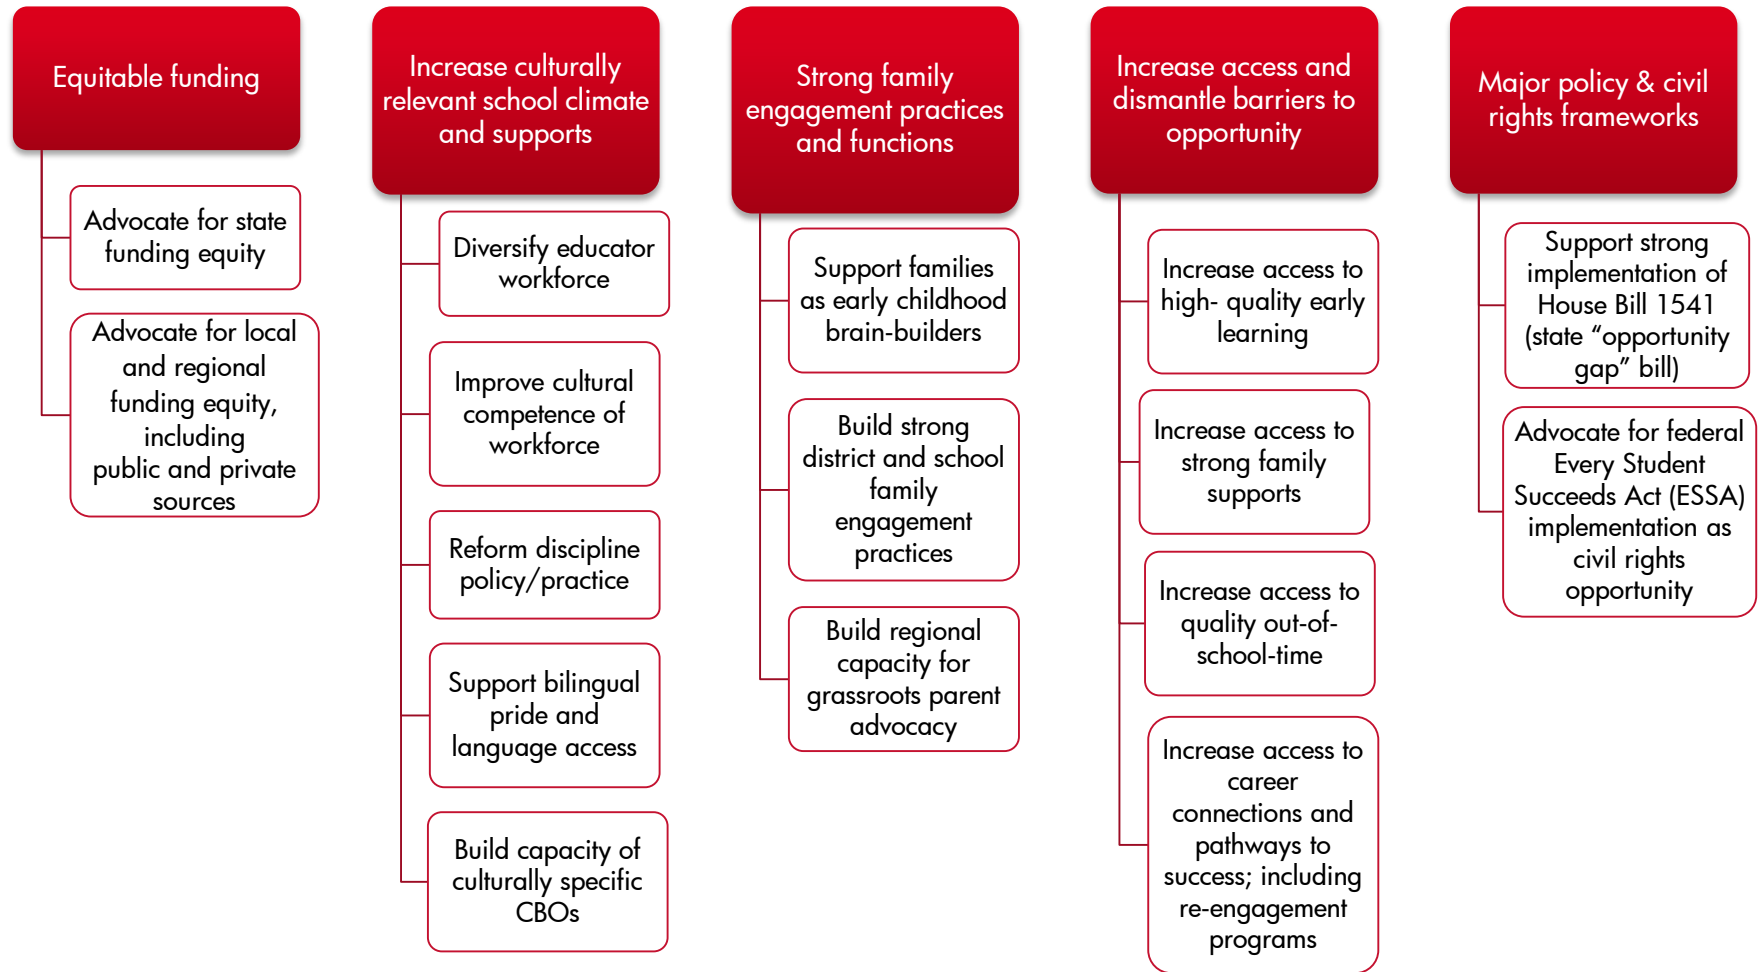 Equitable funding
Advocate for state
funding equity
Advocate for local
and regional
funding equity,
including
public and private
sources
Increase culturally
relevant school climate
and supports
Diversify educator
workforce
Improve cultural
competence of
workforce
Reform discipline
policy/practice
Support bilingual
pride and
language access
Build capacity of
culturally specific
CBOs
Strong family
engagement practices
and functions
Support families
as early childhood
brain-builders
Build strong
district and school
family
engagement
practices
Build regional
capacity for
grassroots parent
advocacy
Increase access and
dismantle barriers to
opportunity
Increase access to
high- quality early
learning
Increase access to
strong family
supports
Increase access to
quality out-of-
school-time
Increase access to
career
connections and
pathways to
success; including
re-engagement
programs
Major policy & civil
rights frameworks
Support strong
implementation of
House Bill 1541
(state “opportunity
gap” bill)
Advocate for federal
Every Student
Succeeds Act (ESSA)
implementation as
civil rights
opportunity